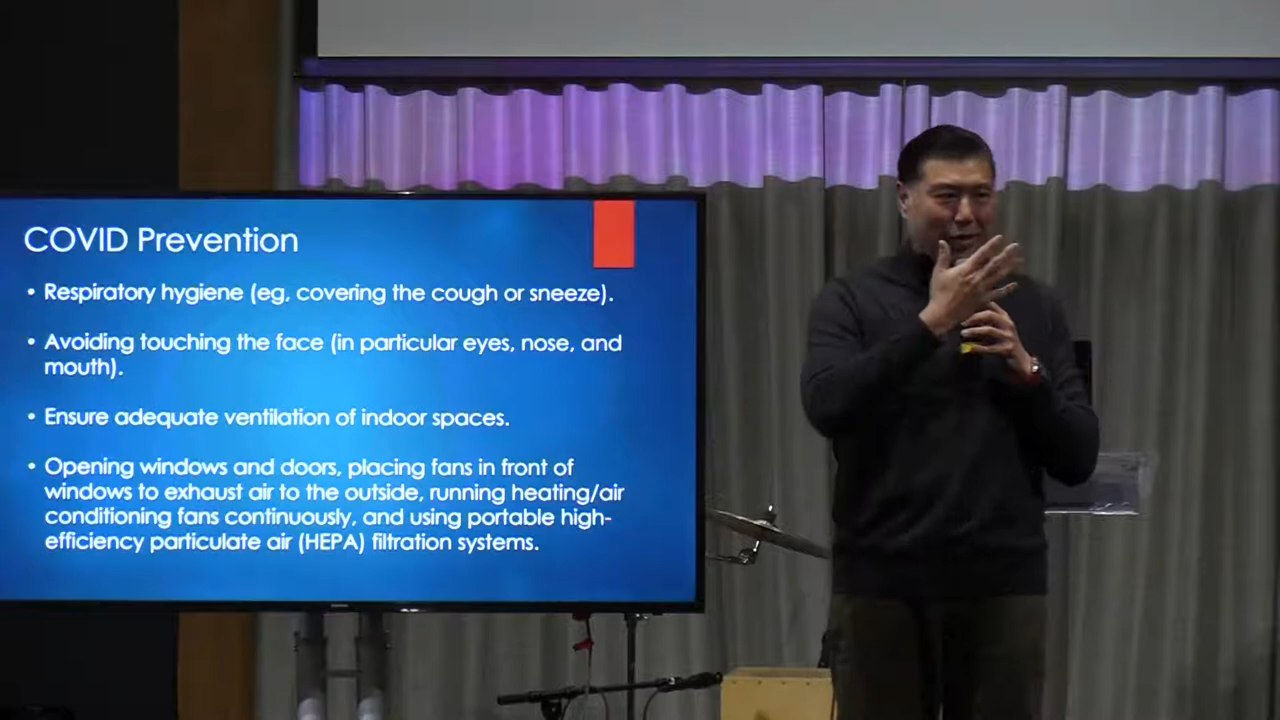 COVID Prevention
• Respiratory hygiene (eg, covering the cough or sneeze).
• Avoiding touching the face (in particular eyes, nose, and
mouth).
• Ensure adequate ventilation of indoor spaces.
• Opening windows and doors, placing fans in front of
windows to exhaust air to the outside, running heating/air
conditioning fans continuously, and using portable high-
efficiency particulate air (HEPA) filtration systems.